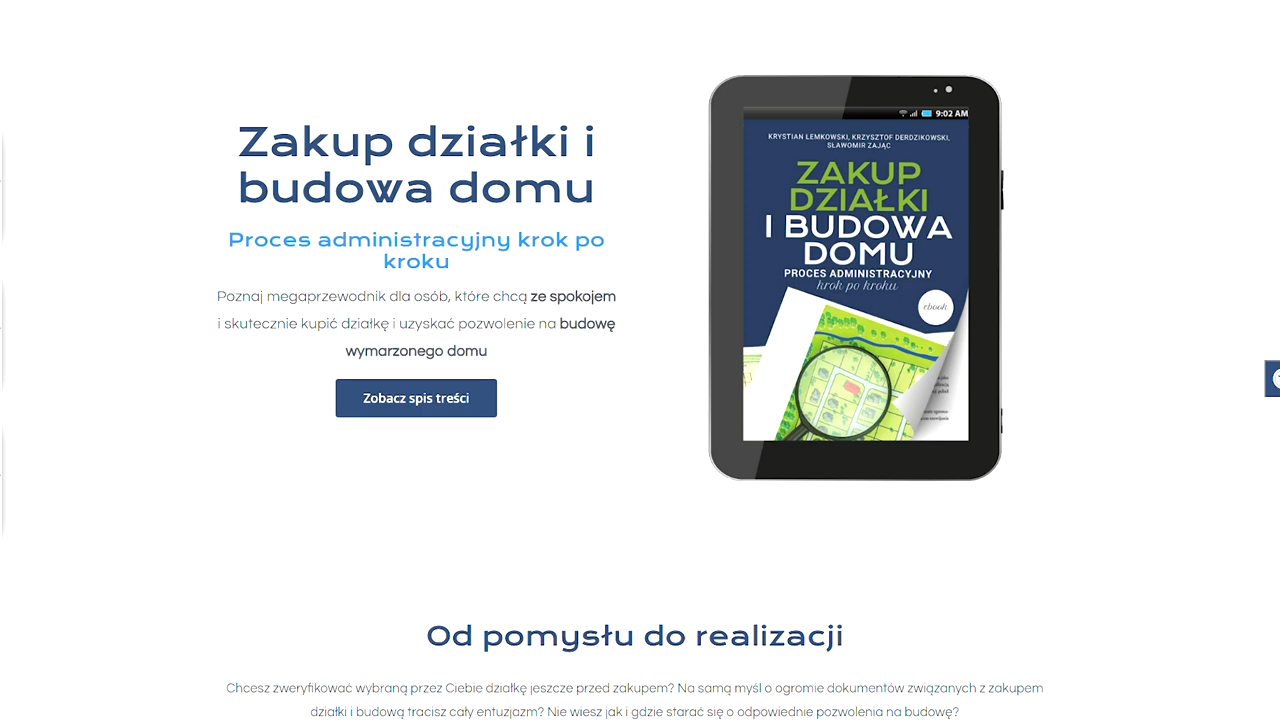 Zakup działki i
budowa domu
Proces administracyjny krok po
kroku
Poznaj megaprzewodnik dla osób, które chcą ze spokojem
i skutecznie kupić działkę i uzyskać pozwolenie na budowę
wymarzonego domu
Zobacz spis treści
9:02 AM
KRYSTIAN LEMKOWSKI, KRZYSZTOF DERDZIKOWSKI,
SŁAWOMIR ZAJĄC
ZAKUP
DZIAŁKI
I BUDOWA
DOMU
PROCES ADMINISTRACYJNY
krok po kroku
ebook
Od pomysłu do realizacji
Chcesz zweryfikować wybraną przez Ciebie działkę jeszcze przed zakupem? Na samą myśl o ogromie dokumentów związanych z zakupem
działki i budową tracisz cały entuzjazm? Nie wiesz jak i gdzie starać się o odpowiednie pozwolenia na budowę?